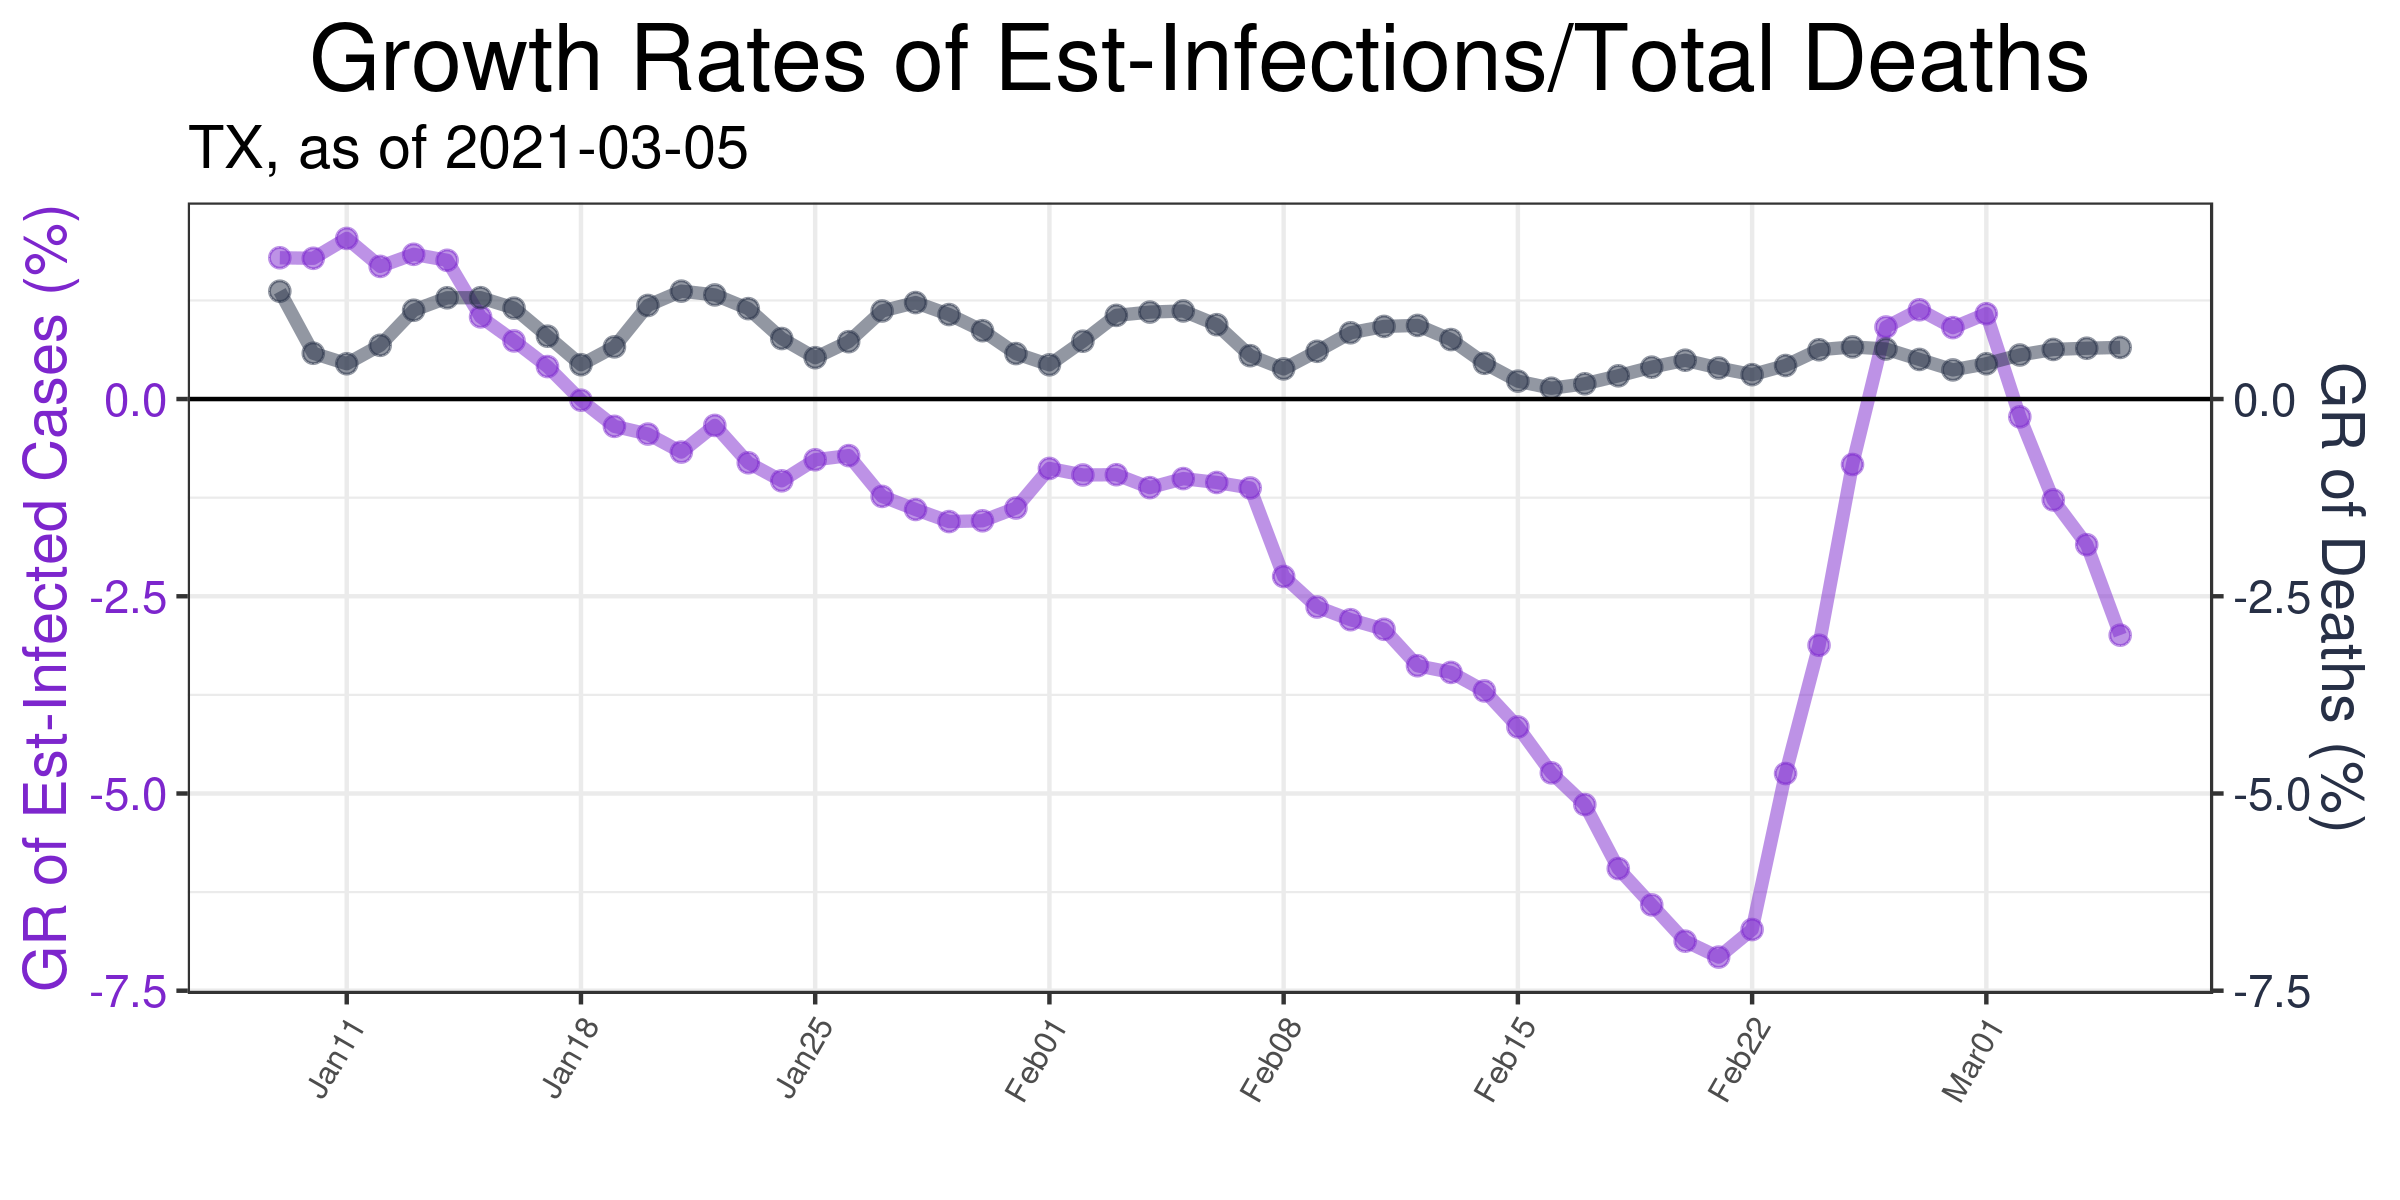 Growth Rates of Est-Infections/Total Deaths
TX, as of 2021-03-05
GR of Est-Infected Cases (%)
0.0
-2.5
-5.0
-7.5
0.0
-2.5
-5.0
-7.5
GR of Deaths (%)
Jan11
Jan18
Jan25
Feb01
Feb08
Feb15
Feb22
Mar01